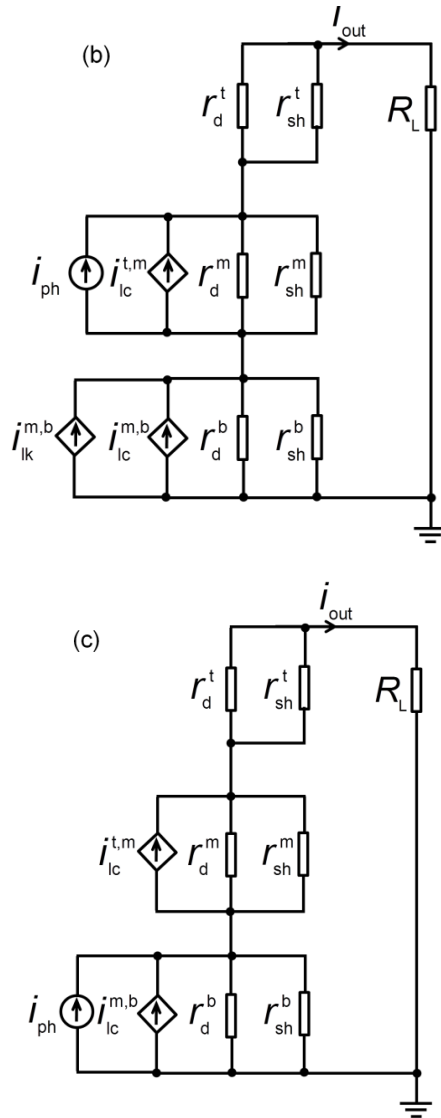 (b)
i_out
r_d^t r_sh^t R_L
i_ph i_lc^t,m r_d^m r_sh^m
i_lk^m,b i_lc^m,b r_d^b r_sh^b
(c)
i_out
r_d^t r_sh^t R_L
i_lc^t,m r_d^m r_sh^m
i_ph i_lc^m,b r_d^b r_sh^b